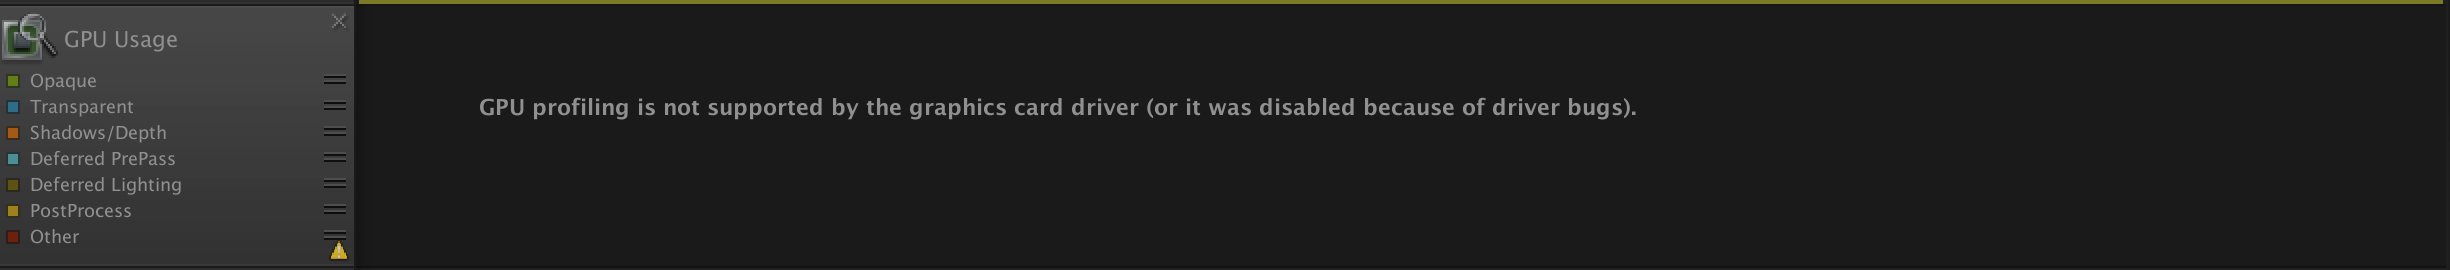 GPU Usage
Opaque
Transparent
Shadows/Depth
Deferred PrePass
Deferred Lighting
PostProcess
Other
GPU profiling is not supported by the graphics card driver (or it was disabled because of driver bugs).